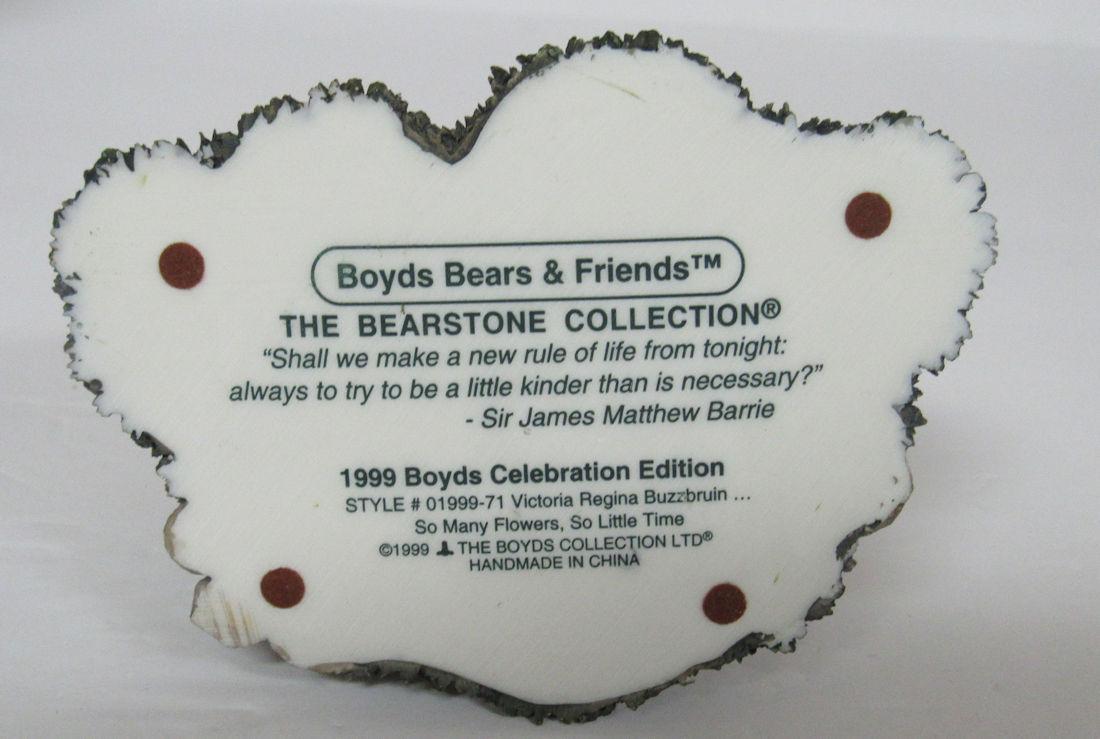 Boyds Bears & Friends™
THE BEARSTONE COLLECTION®
“Shall we make a new rule of life from tonight:
always to try to be a little kinder than is necessary?”
- Sir James Matthew Barrie
1999 Boyds Celebration Edition
STYLE # 01999-71 Victoria Regina Buzzbruin ...
So Many Flowers, So Little Time
©1999 THE BOYDS COLLECTION LTD®
HANDMADE IN CHINA